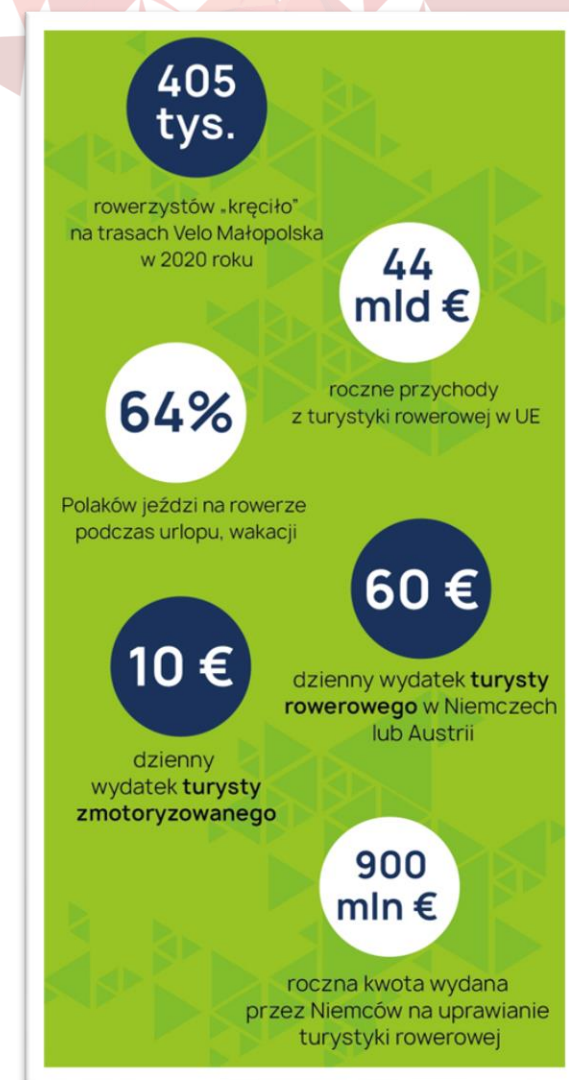 405
tys.
rowerzystów „kręciło”
na trasach Velo Małopolska
w 2020 roku
44
mld €
roczne przychody
z turystyki rowerowej w UE
64%
Polaków jeździ na rowerze
podczas urlopu, wakacji
60 €
dzienny wydatek turysty
rowerowego w Niemczech
lub Austrii
10 €
dzienny
wydatek turysty
zmotoryzowanego
900
mln €
roczna kwota wydana
przez Niemców na uprawianie
turystyki rowerowej